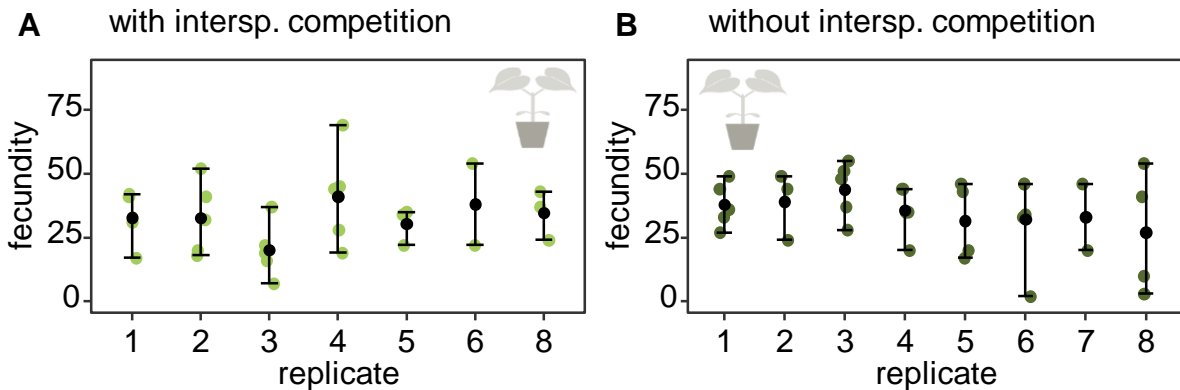 A with intersp. competition
fecundity
75
50
25
0
1 2 3 4 5 6 8
replicate
B without intersp. competition
fecundity
75
50
25
0
1 2 3 4 5 6 7 8
replicate